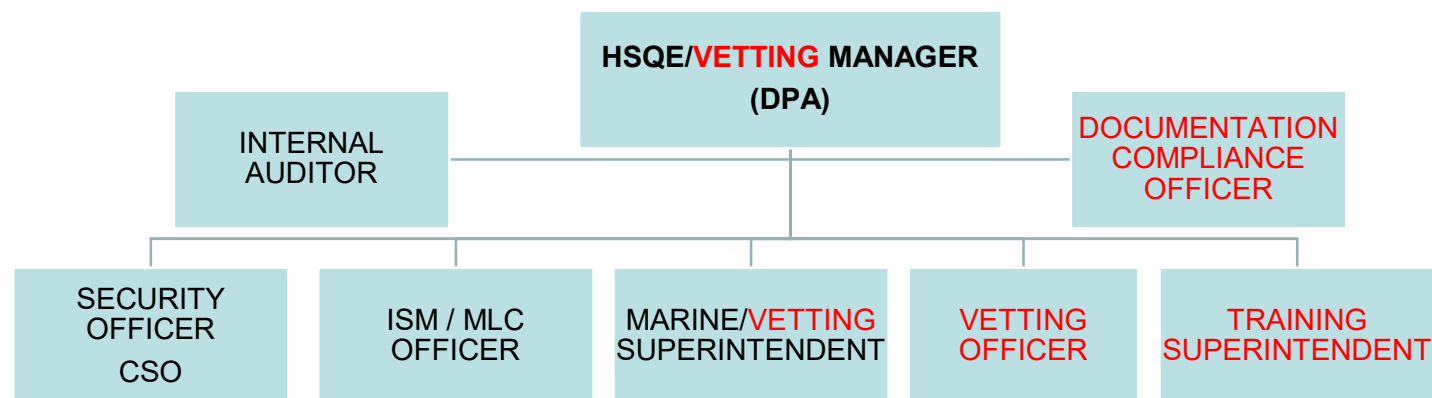 HSQE/VETTING MANAGER
(DPA)
INTERNAL
AUDITOR
DOCUMENTATION
COMPLIANCE
OFFICER
SECURITY
OFFICER
CSO
ISM / MLC
OFFICER
MARINE/VETTING
SUPERINTENDENT
VETTING
OFFICER
TRAINING
SUPERINTENDENT